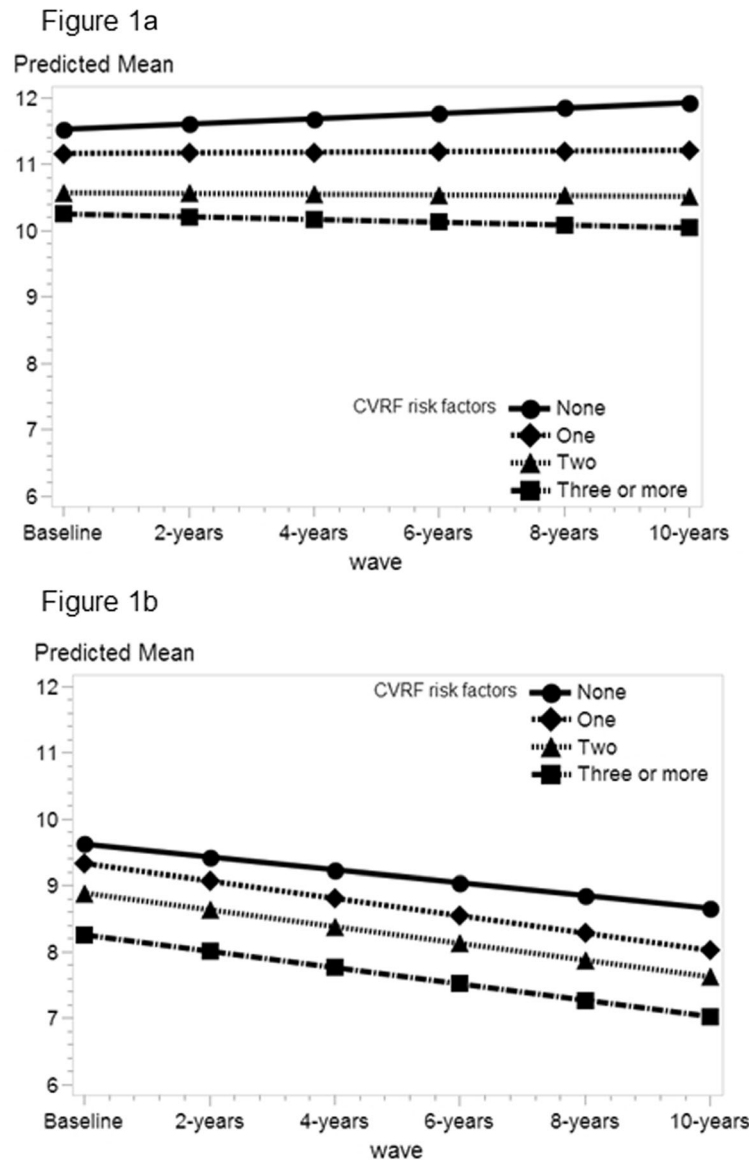 Figure 1a
Predicted Mean
12
11
10
9
8
7
6
CVRF risk factors
None
One
Two
Three or more
Baseline 2-years 4-years 6-years 8-years 10-years
wave
Figure 1b
Predicted Mean
12
11
10
9
8
7
6
CVRF risk factors
None
One
Two
Three or more
Baseline 2-years 4-years 6-years 8-years 10-years
wave